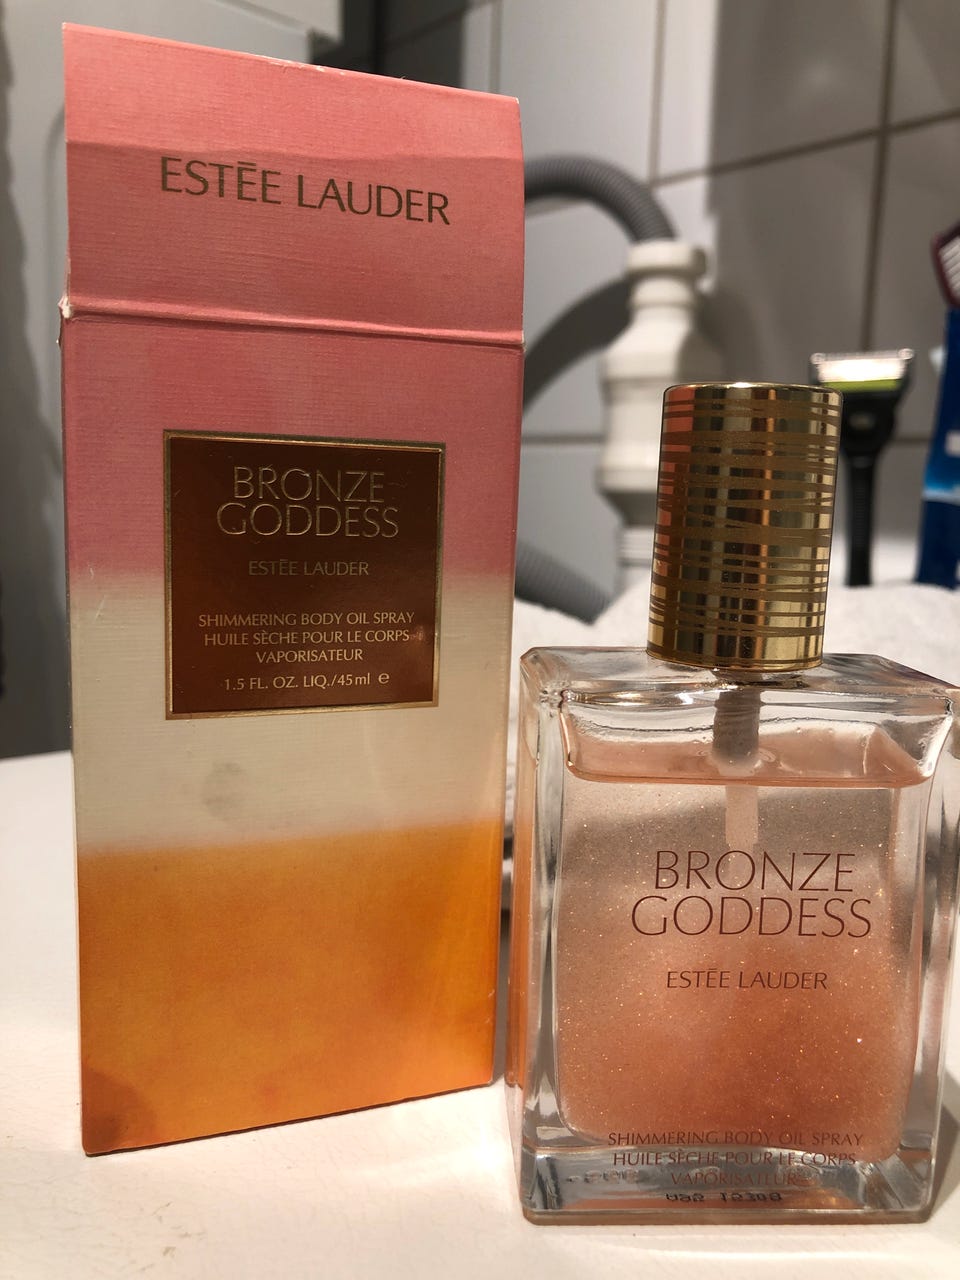 ESTĒE LAUDER
BRONZE
GODDESS
ESTĒE LAUDER
SHIMMERING BODY OIL SPRAY
HUILE SÈCHE POUR LE CORPS
VAPORISATEUR
1.5 FL. OZ. LIQ./45ml ℮
BRONZE
GODDESS
ESTĒE LAUDER
SHIMMERING BODY OIL SPRAY
HUILE SÈCHE POUR LE CORPS
VAPORISATEUR